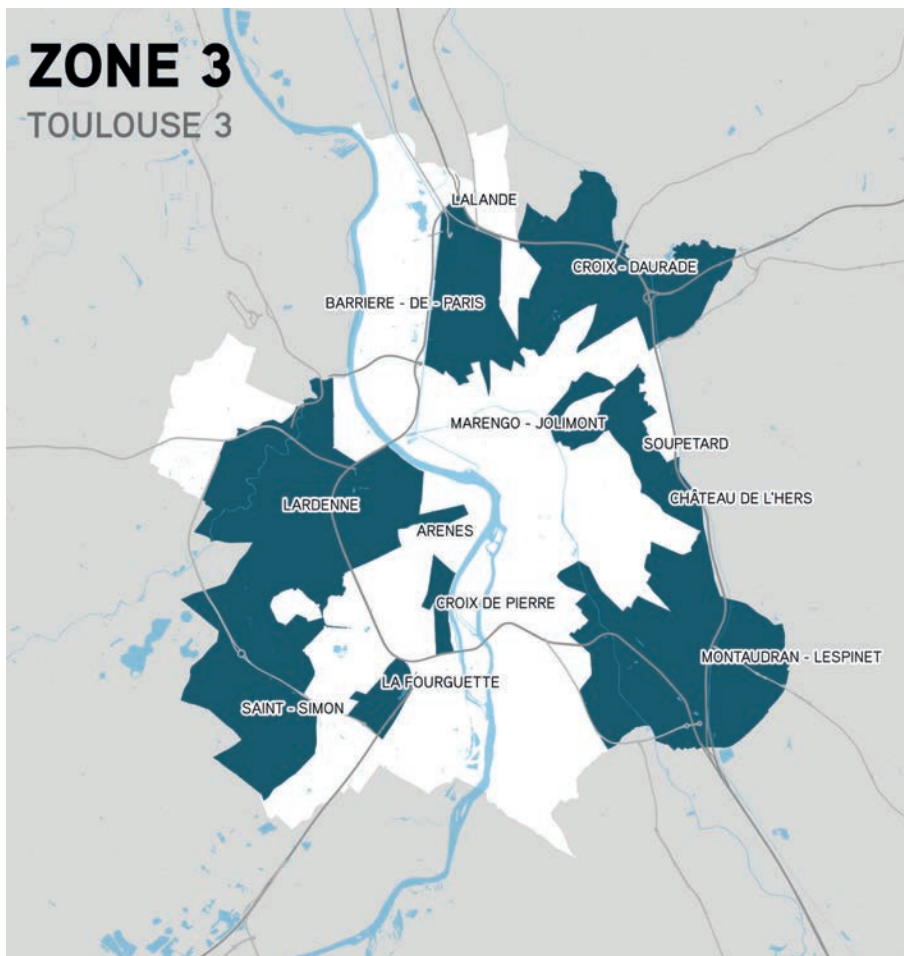 ZONE 3
TOULOUSE 3
LALANDE
CROIX - DAURADE
BARRIERE - DE - PARIS
MARENGO - JOLIMONT
SOUPETARD
CHÂTEAU DE L'HERS
LARDENNE
ARENES
CROIX DE PIERRE
MONTAUDRAN - LESPINET
LA FOURGUETTE
SAINT - SIMON